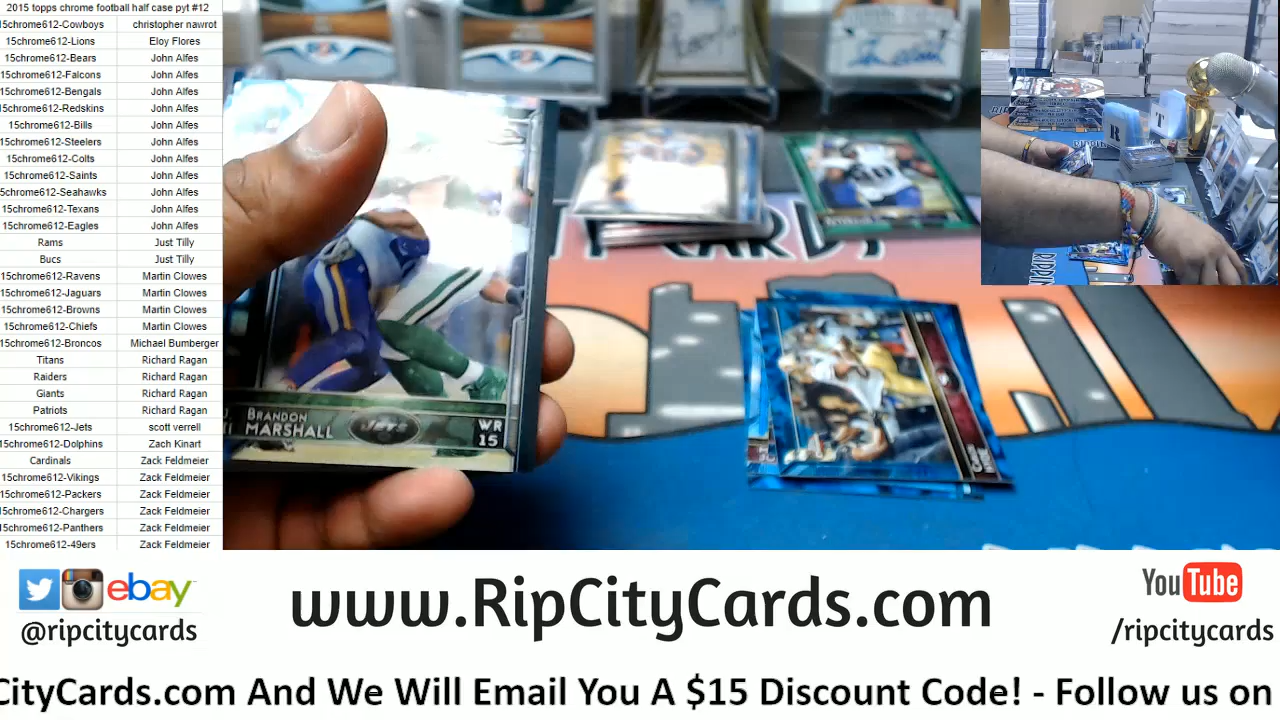 2015 topps chrome football half case pyt #12
15chrome612-Cowboys christopher nawrot
15chrome612-Lions Eloy Flores
15chrome612-Bears John Alfes
15chrome612-Falcons John Alfes
15chrome612-Bengals John Alfes
15chrome612-Redskins John Alfes
15chrome612-Bills John Alfes
15chrome612-Steelers John Alfes
15chrome612-Colts John Alfes
15chrome612-Saints John Alfes
15chrome612-Seahawks John Alfes
15chrome612-Texans John Alfes
15chrome612-Eagles John Alfes
Rams Just Tilly
Bucs Just Tilly
15chrome612-Ravens Martin Clowes
15chrome612-Jaguars Martin Clowes
15chrome612-Browns Martin Clowes
15chrome612-Chiefs Martin Clowes
15chrome612-Broncos Michael Bumberger
Titans Richard Ragan
Raiders Richard Ragan
Giants Richard Ragan
Patriots Richard Ragan
15chrome612-Jets scott verrell
15chrome612-Dolphins Zach Kinart
Cardinals Zack Feldmeier
15chrome612-Vikings Zack Feldmeier
15chrome612-Packers Zack Feldmeier
15chrome612-Chargers Zack Feldmeier
15chrome612-Panthers Zack Feldmeier
15chrome612-49ers Zack Feldmeier
BRANDON MARSHALL
JETS
WR
15
R T
ebay
@ripcitycards
www.RipCityCards.com
YouTube
/ripcitycards
CityCards.com And We Will Email You A $15 Discount Code! - Follow us on